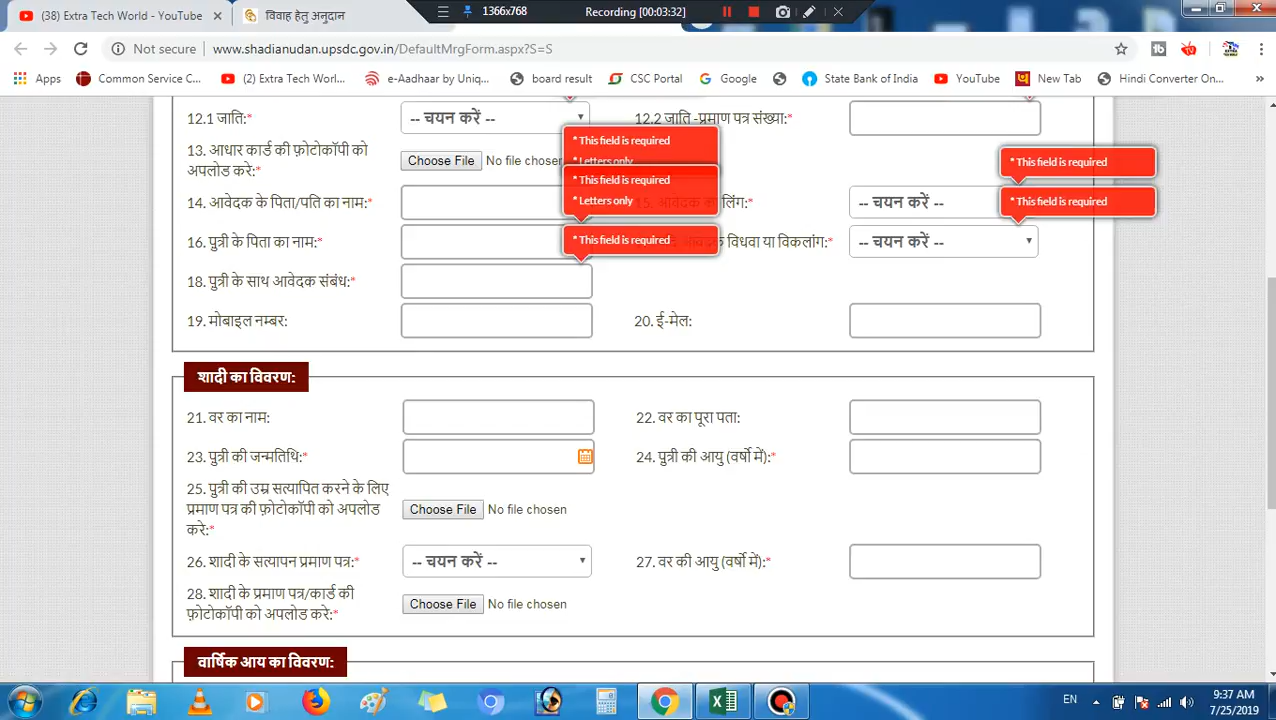 (38) Extra Tech World - YouTube
विवाह हेतु अनुदान
1366x768
Recording [00:03:32]
Not secure
www.shadianudan.upsdc.gov.in/DefaultMrgForm.aspx?S=S
Apps
Common Service C...
(2) Extra Tech Worl...
e-Aadhaar by Uniq...
board result
CSC Portal
Google
State Bank of India
YouTube
New Tab
Hindi Converter On...
»
12.1 जाति:*
-- चयन करें --
12.2 जाति -प्रमाण पत्र संख्या:*
13. आधार कार्ड की फ़ोटोकॉपी को
अपलोड करे:*
Choose File
No file chosen
* This field is required
* Letters only
* This field is required
14. आवेदक के पिता/पति का नाम:*
* This field is required
* Letters only
लिंग:*
-- चयन करें --
* This field is required
16. पुत्री के पिता का नाम:*
* This field is required
विधवा या विकलांग:*
-- चयन करें --
18. पुत्री के साथ आवेदक संबंध:*
19. मोबाइल नम्बर:
20. ई-मेल:
शादी का विवरण:
21. वर का नाम:
22. वर का पूरा पता:
23. पुत्री की जन्मतिथि:*
24. पुत्री की आयु (वर्षो में):*
25. पुत्री की उम्र सत्यापित करने के लिए
प्रमाण पत्र की फ़ोटोकॉपी को अपलोड
करे:*
Choose File
No file chosen
26. शादी के सत्यापन प्रमाण पत्र:*
-- चयन करें --
27. वर की आयु (वर्षो में):*
28. शादी के प्रमाण पत्र/कार्ड की
फ़ोटोकॉपी को अपलोड करे:*
Choose File
No file chosen
वार्षिक आय का विवरण:
EN
9:37 AM
7/25/2019